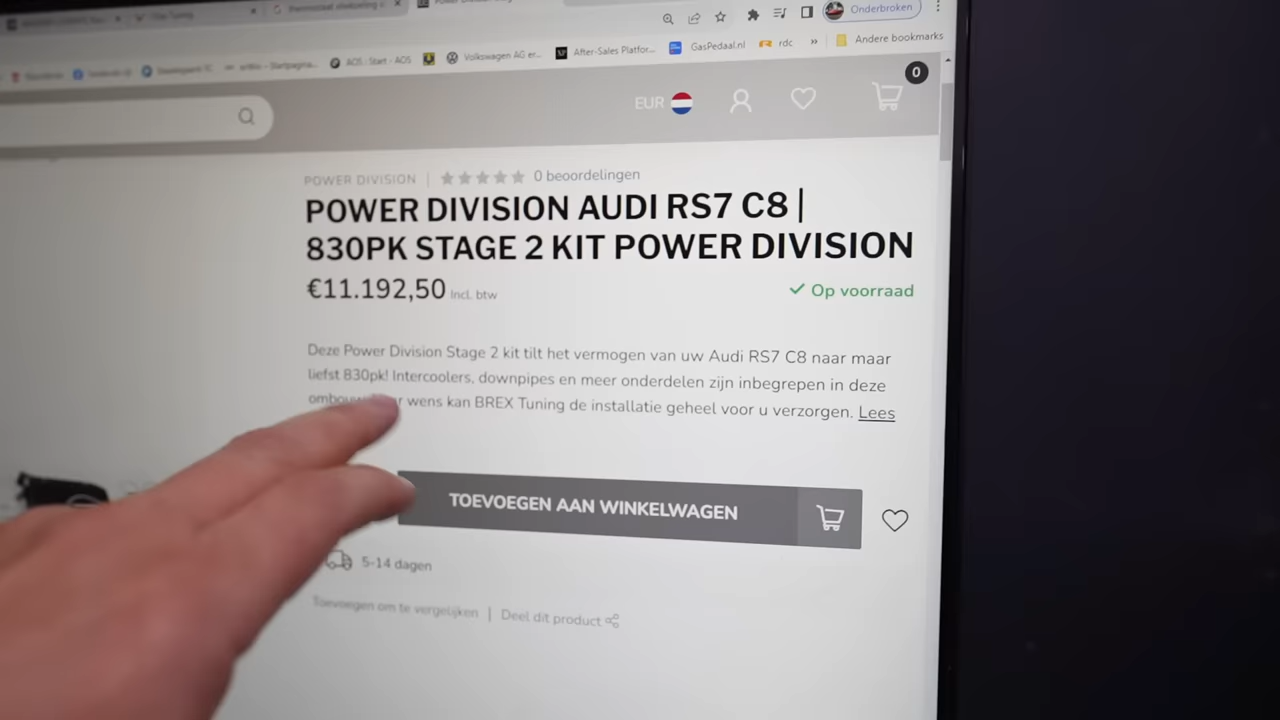 Onderbroken
Volkswagen AG er... After-Sales Platfor... GasPedaal.nl rdc » Andere bookmarks
AOS - Start - AOS
0
EUR
POWER DIVISION | 0 beoordelingen
POWER DIVISION AUDI RS7 C8 |
830PK STAGE 2 KIT POWER DIVISION
€11.192,50 Incl. btw
Op voorraad
Deze Power Division Stage 2 kit tilt het vermogen van uw Audi RS7 C8 naar maar
liefst 830pk! Intercoolers, downpipes en meer onderdelen zijn inbegrepen in deze
wens kan BREX Tuning de installatie geheel voor u verzorgen. Lees
TOEVOEGEN AAN WINKELWAGEN
5-14 dagen
Toevoegen om te vergelijken | Deel dit product